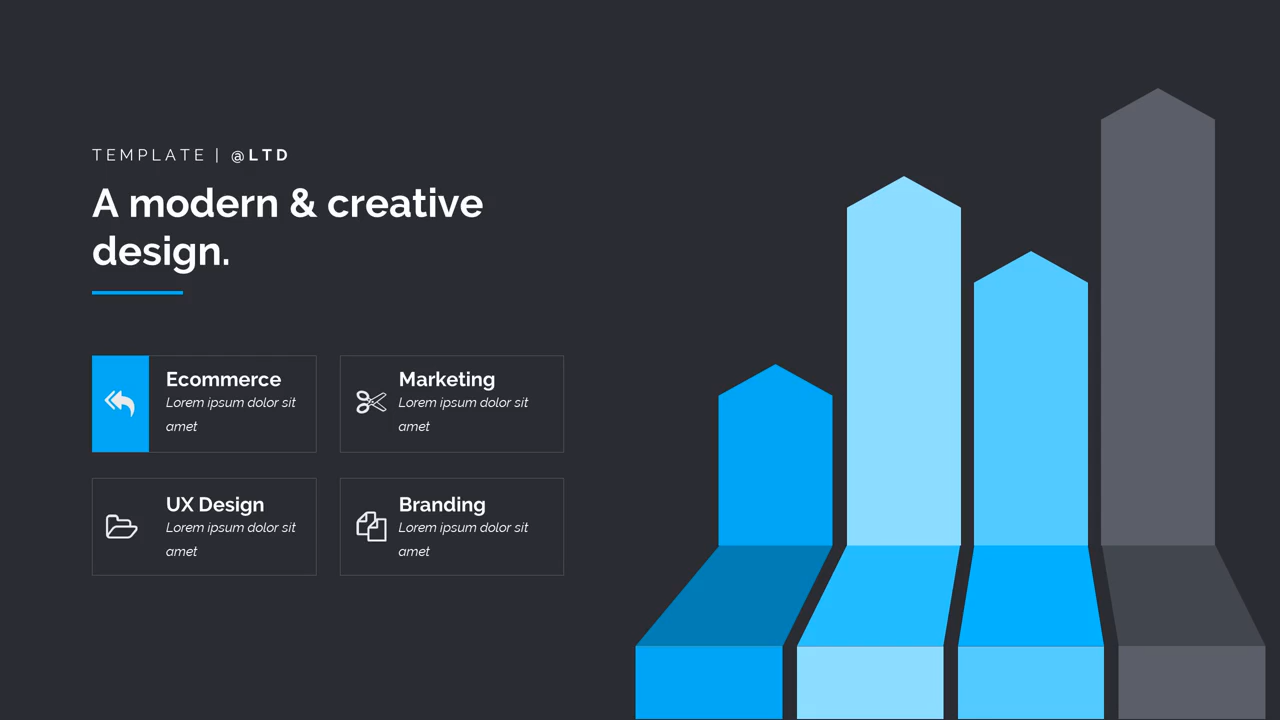 TEMPLATE | @LTD
A modern & creative
design.
Ecommerce
Lorem ipsum dolor sit
amet
Marketing
Lorem ipsum dolor sit
amet
UX Design
Lorem ipsum dolor sit
amet
Branding
Lorem ipsum dolor sit
amet